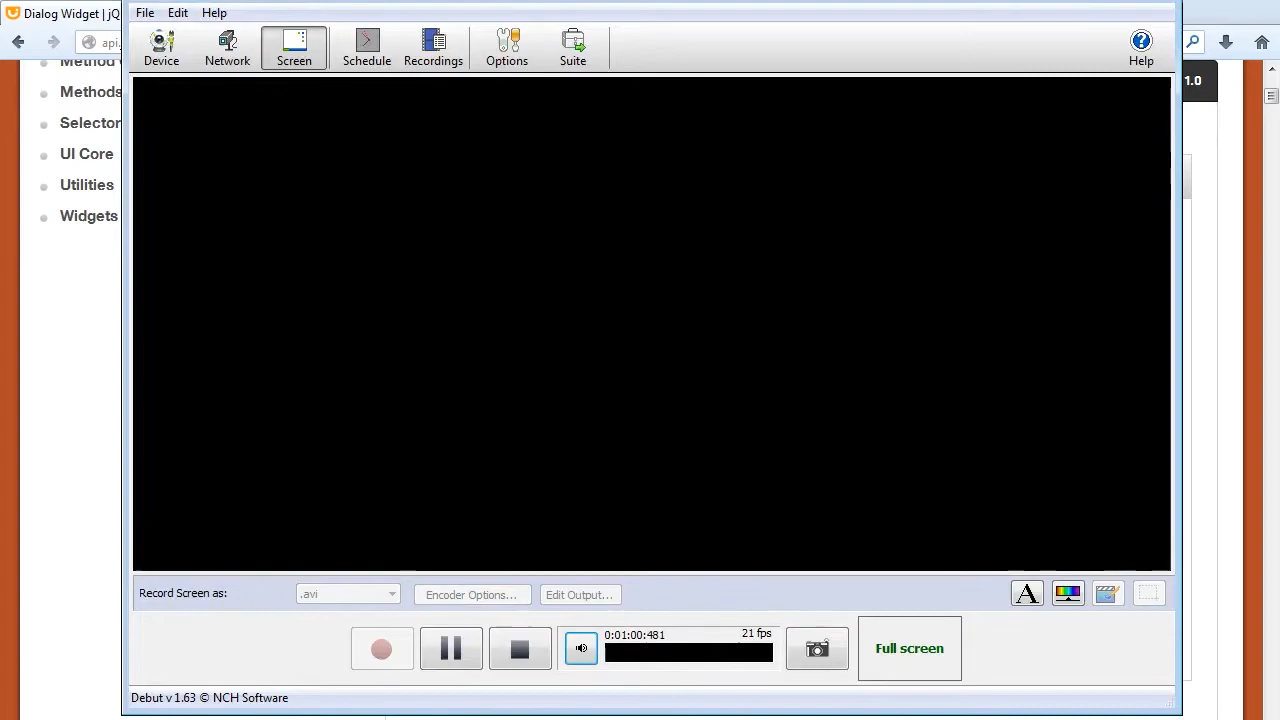 Dialog Widget | jQ
File Edit Help
api.
Device Network Screen Schedule Recordings Options Suite Help
1.0
Methods
Selector
UI Core
Utilities
Widgets
Record Screen as: .avi Encoder Options... Edit Output...
0:01:00:481 21 fps
Full screen
Debut v 1.63 © NCH Software